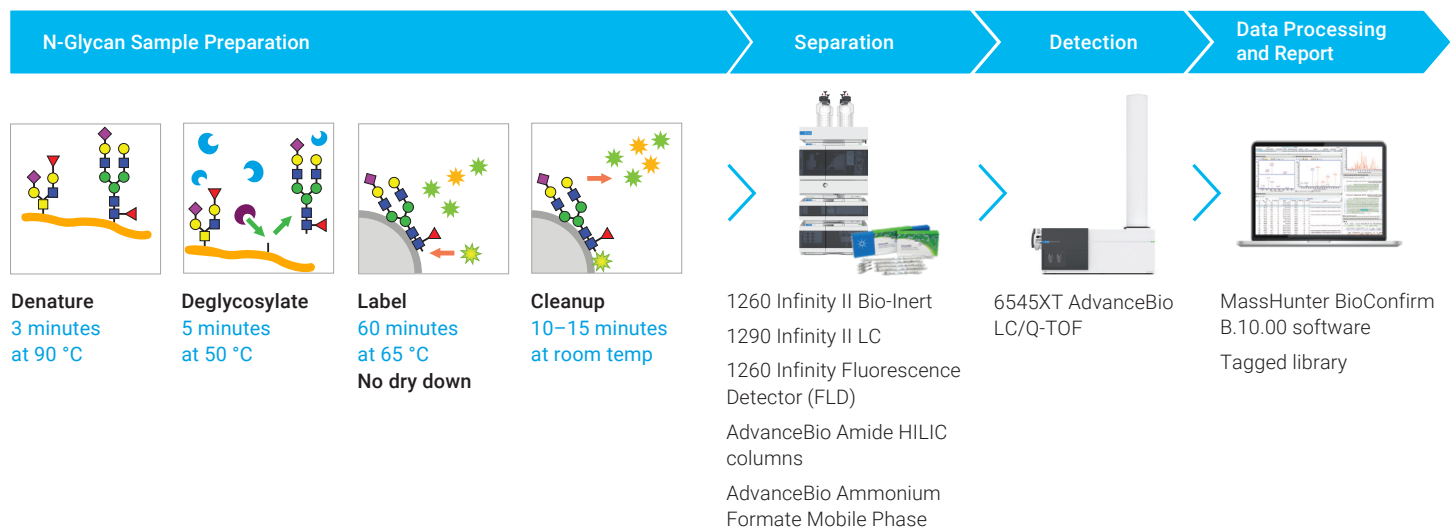 N-Glycan Sample Preparation
Separation
Detection
Data Processing
and Report
Denature
3 minutes
at 90 °C
Deglycosylate
5 minutes
at 50 °C
Label
60 minutes
at 65 °C
No dry down
Cleanup
10–15 minutes
at room temp
1260 Infinity II Bio-Inert
1290 Infinity II LC
1260 Infinity Fluorescence
Detector (FLD)
AdvanceBio Amide HILIC
columns
AdvanceBio Ammonium
Formate Mobile Phase
6545XT AdvanceBio
LC/Q-TOF
MassHunter BioConfirm
B.10.00 software
Tagged library